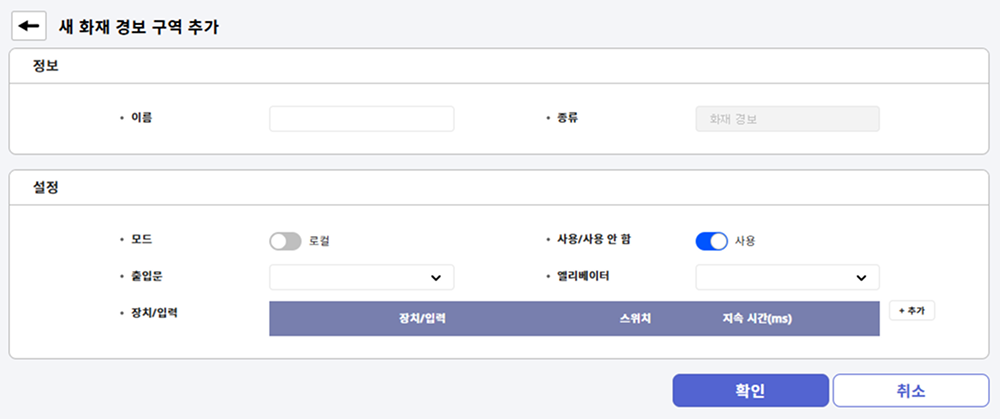 새 화재 경보 구역 추가
정보
• 이름
• 종류 화재 경보
설정
• 모드 로컬 • 사용/사용 안 함 사용
• 출입문 • 엘리베이터
• 장치/입력 장치/입력 스위치 지속 시간(ms) + 추가
확인 취소